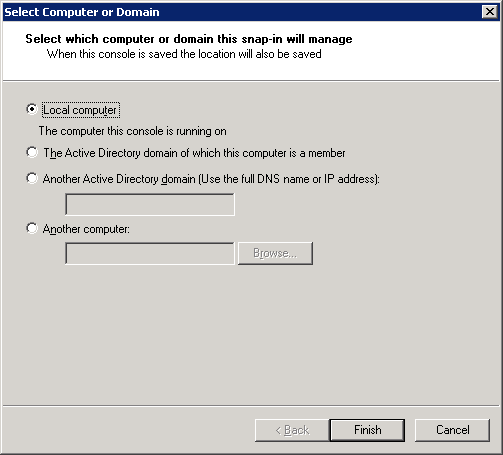 Select Computer or Domain
Select which computer or domain this snap-in will manage
When this console is saved the location will also be saved
Local computer
The computer this console is running on
The Active Directory domain of which this computer is a member
Another Active Directory domain (Use the full DNS name or IP address):
Another computer:
Browse...
< Back Finish Cancel